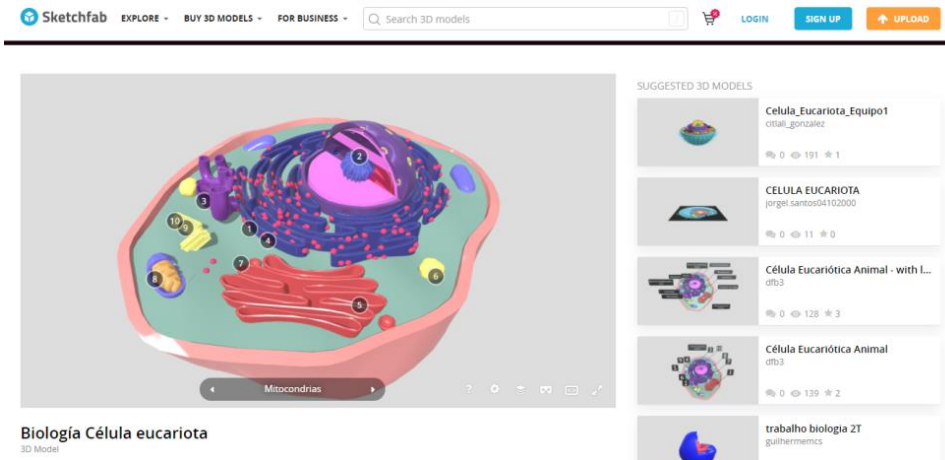 Sketchfab
EXPLORE
BUY 3D MODELS
FOR BUSINESS
Search 3D models
/
LOGIN
SIGN UP
UPLOAD
SUGGESTED 3D MODELS
Celula_Eucariota_Equipo1
citlali_gonzalez
0 191 1
CELULA EUCARIOTA
jorgel.santos04102000
0 11 0
Célula Eucariótica Animal - with l...
dfb3
0 128 3
Célula Eucariótica Animal
dfb3
0 139 2
trabalho biologia 2T
guilhermemcs
2
3
10
9
1
4
7
6
8
5
Mitocondrias
?
Biología Célula eucariota
3D Model